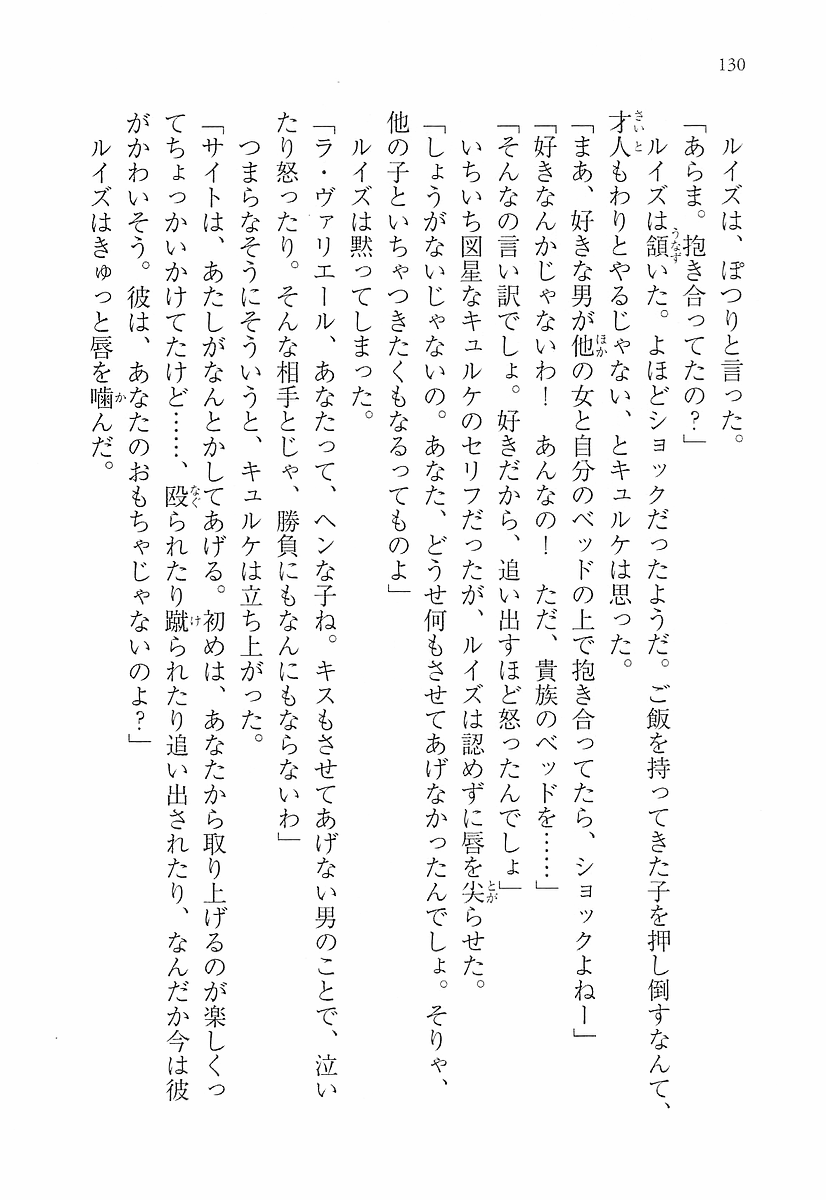 130
ルイズは、ぽつりと言った。
「あらま。抱き合ってたの?」
ルイズは頷いた。よほどショックだったようだ。ご飯を持ってきた子を押し倒すなんて、
才人もわりとやるじゃない、とキュルケは思った。
「まあ、好きな男が他の女と自分のベッドの上で抱き合ってたら、ショックよねー」
「好きなんかじゃないわ! あんなの! ただ、貴族のベッドを……」
「そんなの言い訳でしょ。好きだから、追い出すほど怒ったんでしょ」
いちいち図星なキュルケのセリフだったが、ルイズは認めずに唇を尖らせた。
「しょうがないじゃないの。あなた、どうせ何もさせてあげなかったんでしょ。そりゃ、
他の子といちゃつきたくもなるってものよ」
ルイズは黙ってしまった。
「ラ・ヴァリエール、あなたって、ヘンな子ね。キスもさせてあげない男のことで、泣い
たり怒ったり。そんな相手とじゃ、勝負にもなんにもならないわ」
つまらなそうにそういうと、キュルケは立ち上がった。
「サイトは、あたしがなんとかしてあげる。初めは、あなたから取り上げるのが楽しくっ
てちょっかいかけてたけど……、殴られたり蹴られたり追い出されたり、なんだか今は彼
がかわいそう。彼は、あなたのおもちゃじゃないのよ?」
ルイズはきゅっと唇を噛んだ。